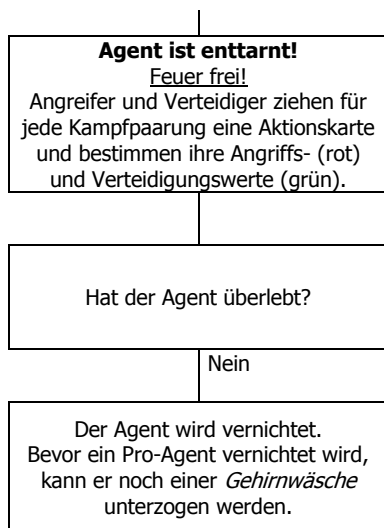 Agent ist enttarnt!
Feuer frei!
Angreifer und Verteidiger ziehen für
jede Kampfpaarung eine Aktionskarte
und bestimmen ihre Angriffs- (rot)
und Verteidigungswerte (grün).
Hat der Agent überlebt?
Nein
Der Agent wird vernichtet.
Bevor ein Pro-Agent vernichtet wird,
kann er noch einer Gehirnwäsche
unterzogen werden.